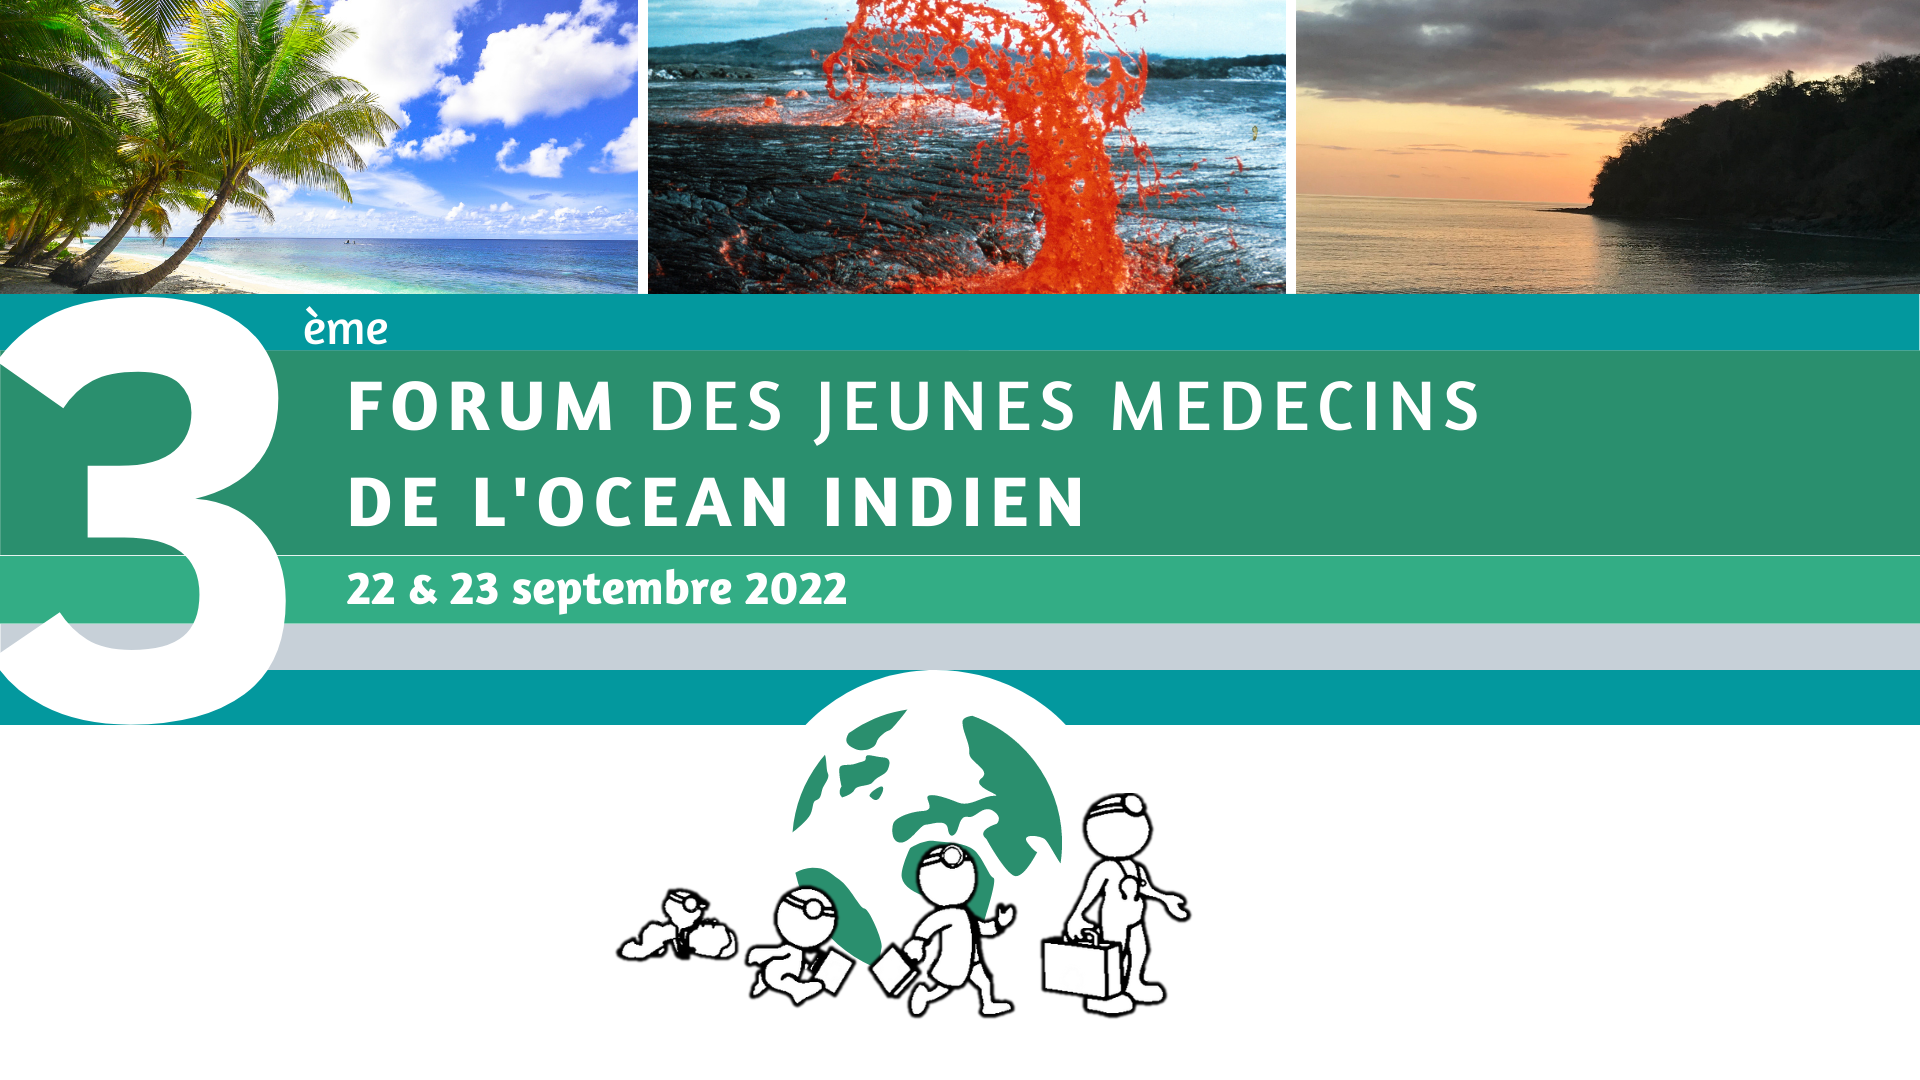 3ème
FORUM DES JEUNES MEDECINS
DE L'OCEAN INDIEN
22 & 23 septembre 2022